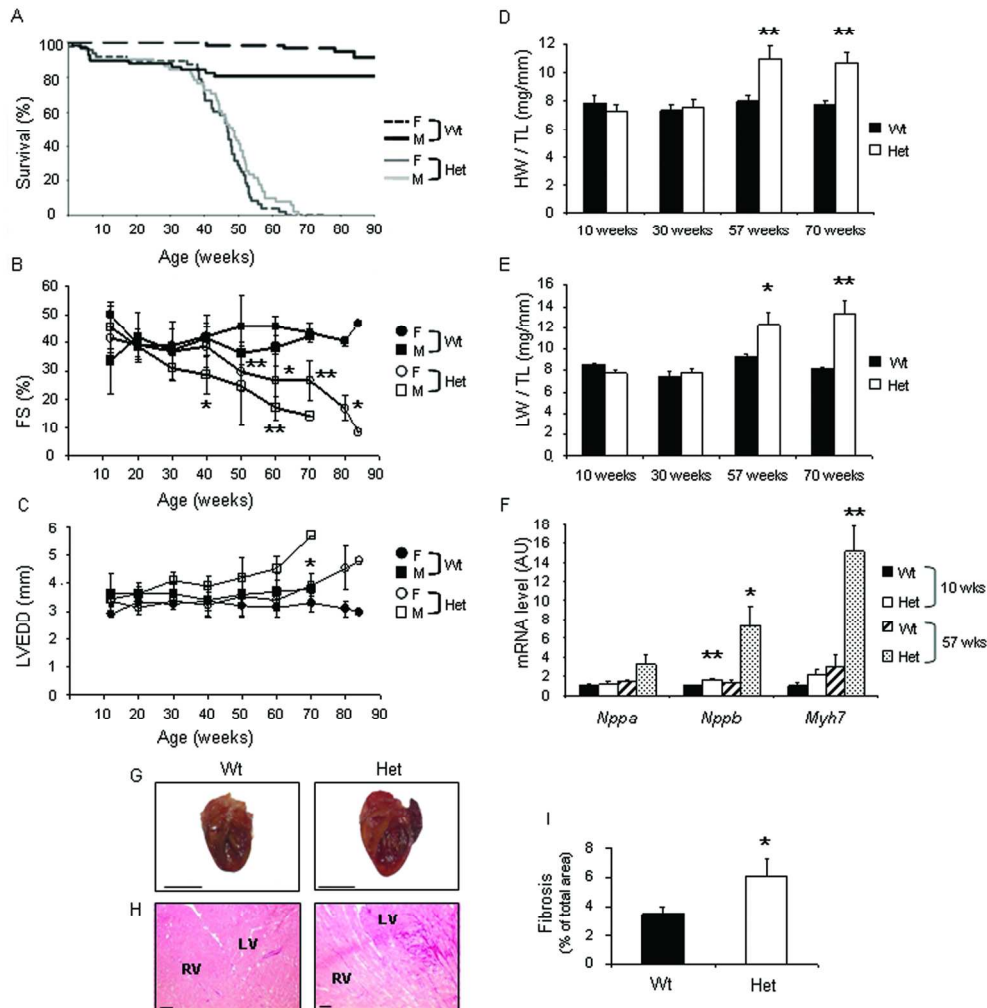 A
Survival (%)
100
80
60
40
20
0
10 20 30 40 50 60 70 80 90
Age (weeks)
F
M
Wt
F
M
Het
B
FS (%)
60
50
40
30
20
10
0
** * **
* ** *
10 20 30 40 50 60 70 80 90
Age (weeks)
F
M
Wt
F
M
Het
C
LVEDD (mm)
6
5
4
3
2
1
0
*
10 20 30 40 50 60 70 80 90
Age (weeks)
F
M
Wt
F
M
Het
D
HW / TL (mg/mm)
12
10
8
6
4
2
0
** **
10 weeks 30 weeks 57 weeks 70 weeks
Wt
Het
E
LW / TL (mg/mm)
16
14
12
10
8
6
4
2
0
* **
10 weeks 30 weeks 57 weeks 70 weeks
Wt
Het
F
mRNA level (AU)
18
16
14
12
10
8
6
4
2
0
** * **
Nppa Nppb Myh7
Wt
Het
10 wks
Wt
Het
57 wks
G
Wt Het
H
LV
RV
LV
RV
I
Fibrosis
(% of total area)
8
6
4
2
0
*
Wt Het